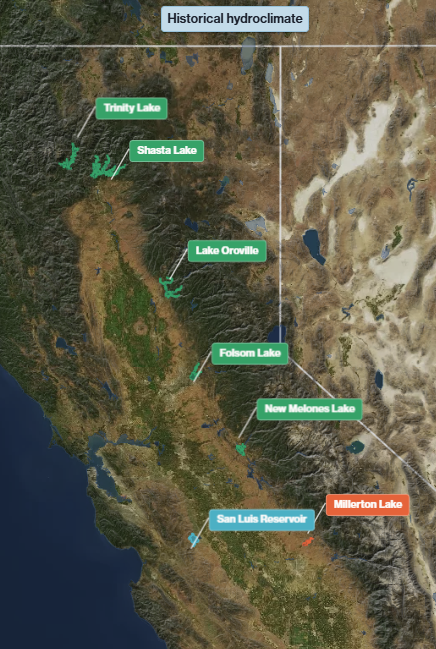 Historical hydroclimate
Trinity Lake
Shasta Lake
Lake Oroville
Folsom Lake
New Melones Lake
Millerton Lake
San Luis Reservoir